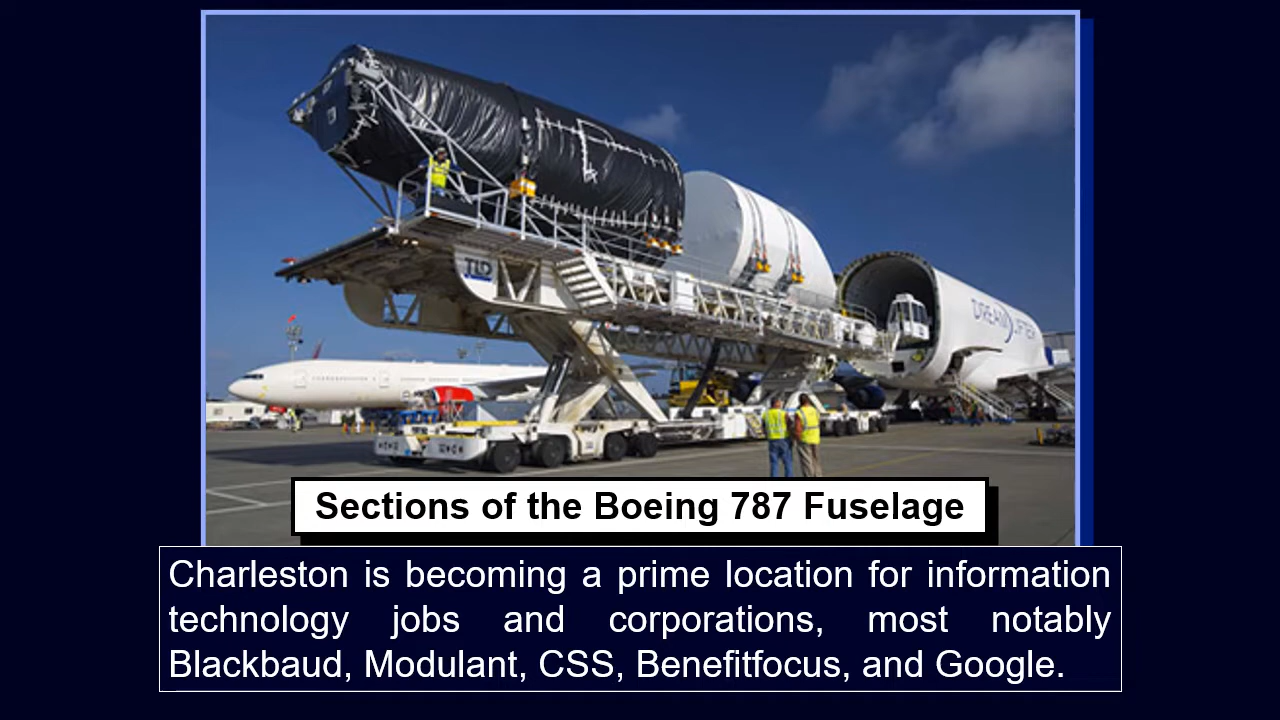 TLD
DREAMLIFTER
Sections of the Boeing 787 Fuselage
Charleston is becoming a prime location for information
technology jobs and corporations, most notably
Blackbaud, Modulant, CSS, Benefitfocus, and Google.